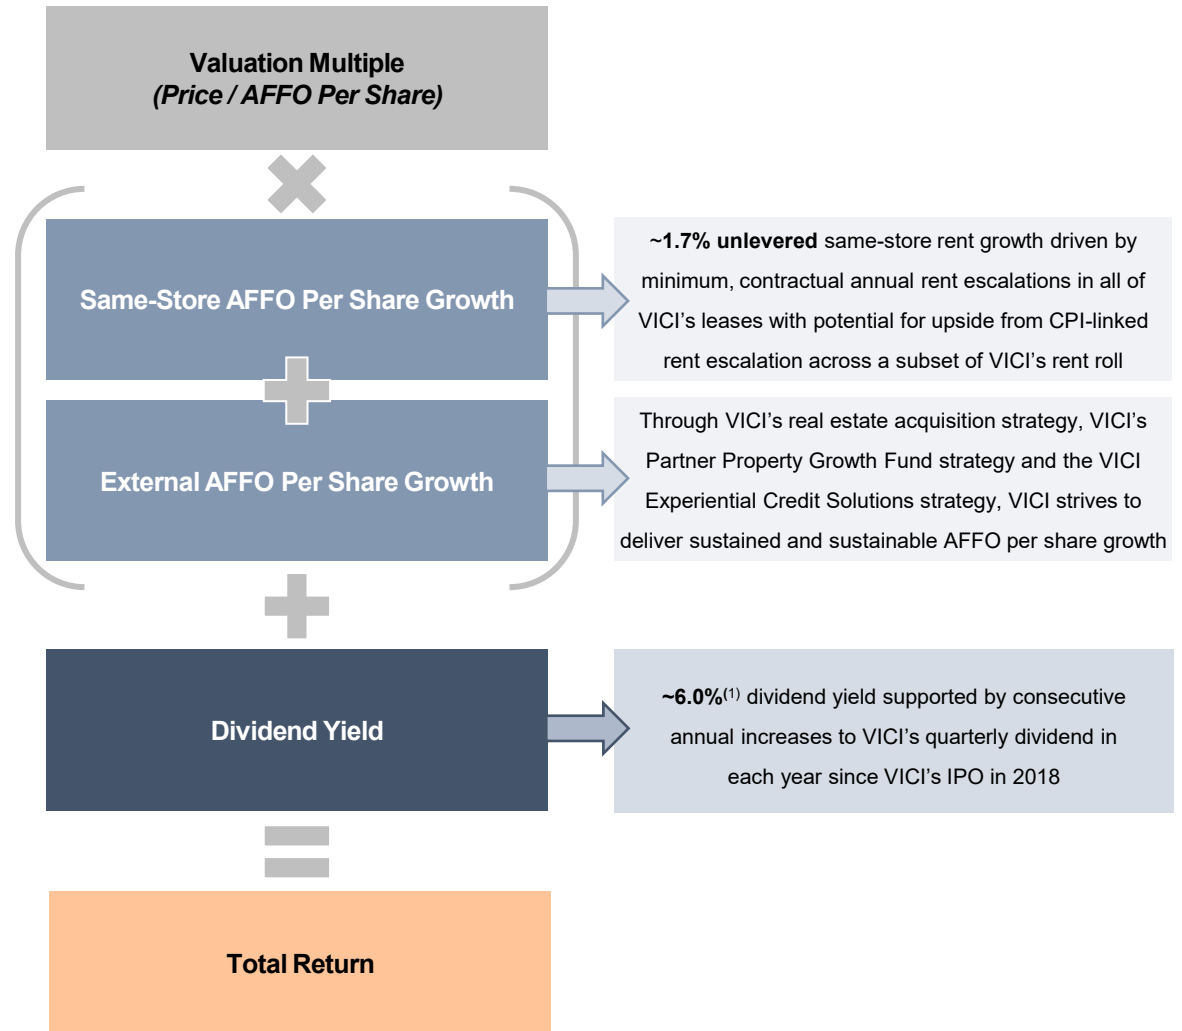 Valuation Multiple
(Price / AFFO Per Share)
Same-Store AFFO Per Share Growth
~1.7% unlevered same-store rent growth driven by
minimum, contractual annual rent escalations in all of
VICI’s leases with potential for upside from CPI-linked
rent escalation across a subset of VICI’s rent roll
External AFFO Per Share Growth
Through VICI’s real estate acquisition strategy, VICI’s
Partner Property Growth Fund strategy and the VICI
Experiential Credit Solutions strategy, VICI strives to
deliver sustained and sustainable AFFO per share growth
Dividend Yield
~6.0%(1) dividend yield supported by consecutive
annual increases to VICI’s quarterly dividend in
each year since VICI’s IPO in 2018
Total Return